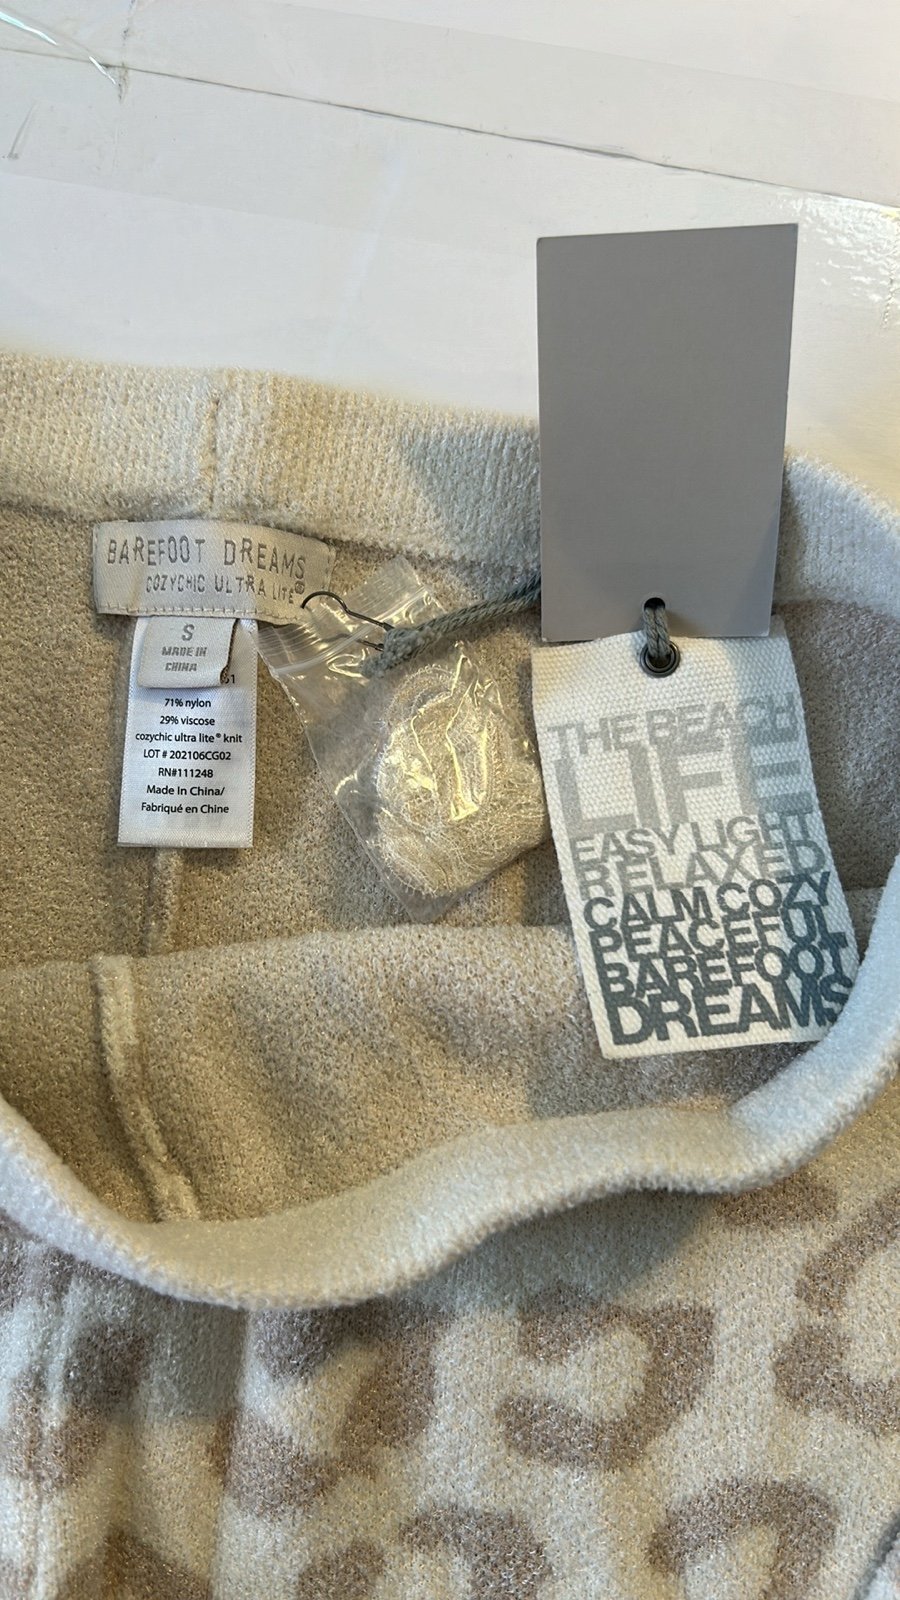 BAREFOOT DREAMS
COZYCHIC ULTRA LITE®
S
MADE IN
CHINA
71% nylon
29% viscose
cozychic ultra lite® knit
LOT # 202106CG02
RN#111248
Made In China/
Fabriqué en Chine
THE BEACH
LIFE
EASY LIGHT
RELAXED
CALM COZY
PEACEFUL
BAREFOOT
DREAMS